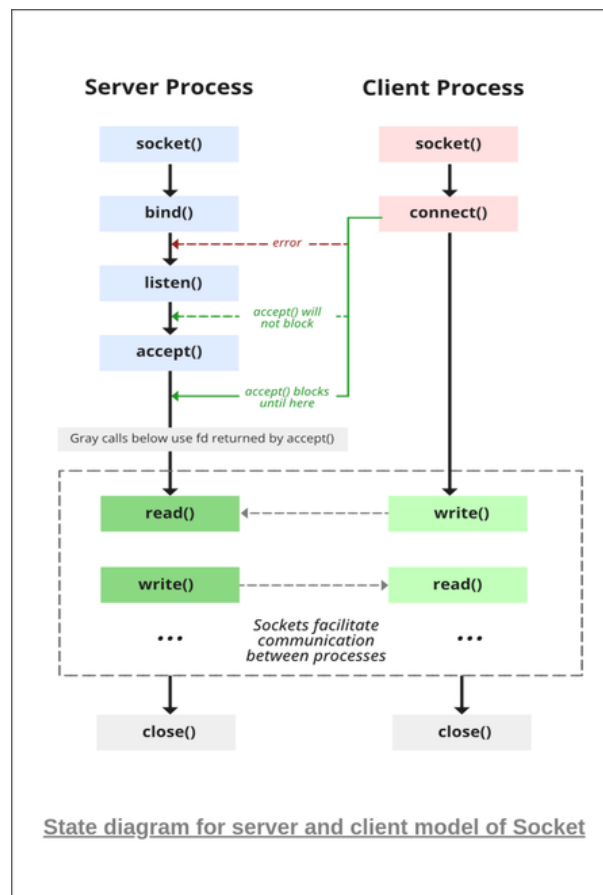 Server Process
Client Process
socket()
socket()
bind()
connect()
error
listen()
accept() will
not block
accept()
accept() blocks
until here
Gray calls below use fd returned by accept()
read()
write()
write()
read()
...
Sockets facilitate
communication
between processes
...
close()
close()
State diagram for server and client model of Socket